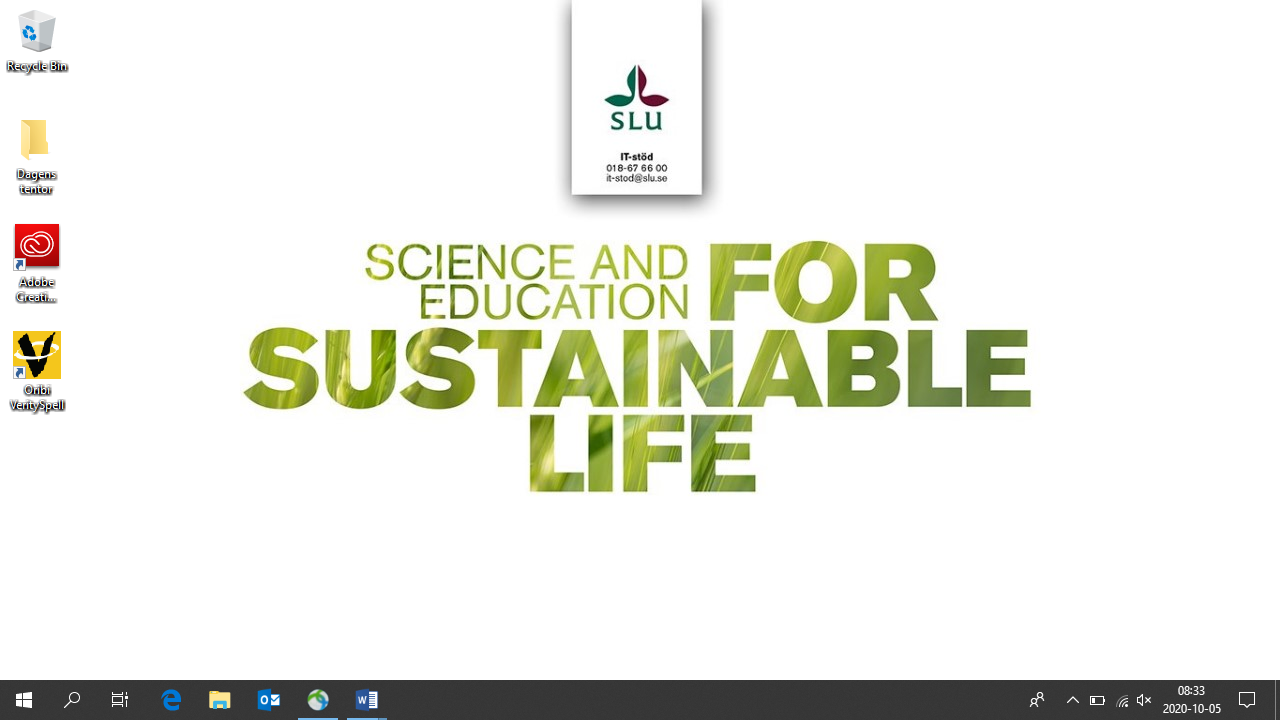 Recycle Bin
Dagens
tentor
Adobe
Creati...
Oribi
VeritySpell
SLU
IT-stöd
018-67 66 00
it-stod@slu.se
SCIENCE AND
EDUCATION
FOR
SUSTAINABLE
LIFE
08:33
2020-10-05